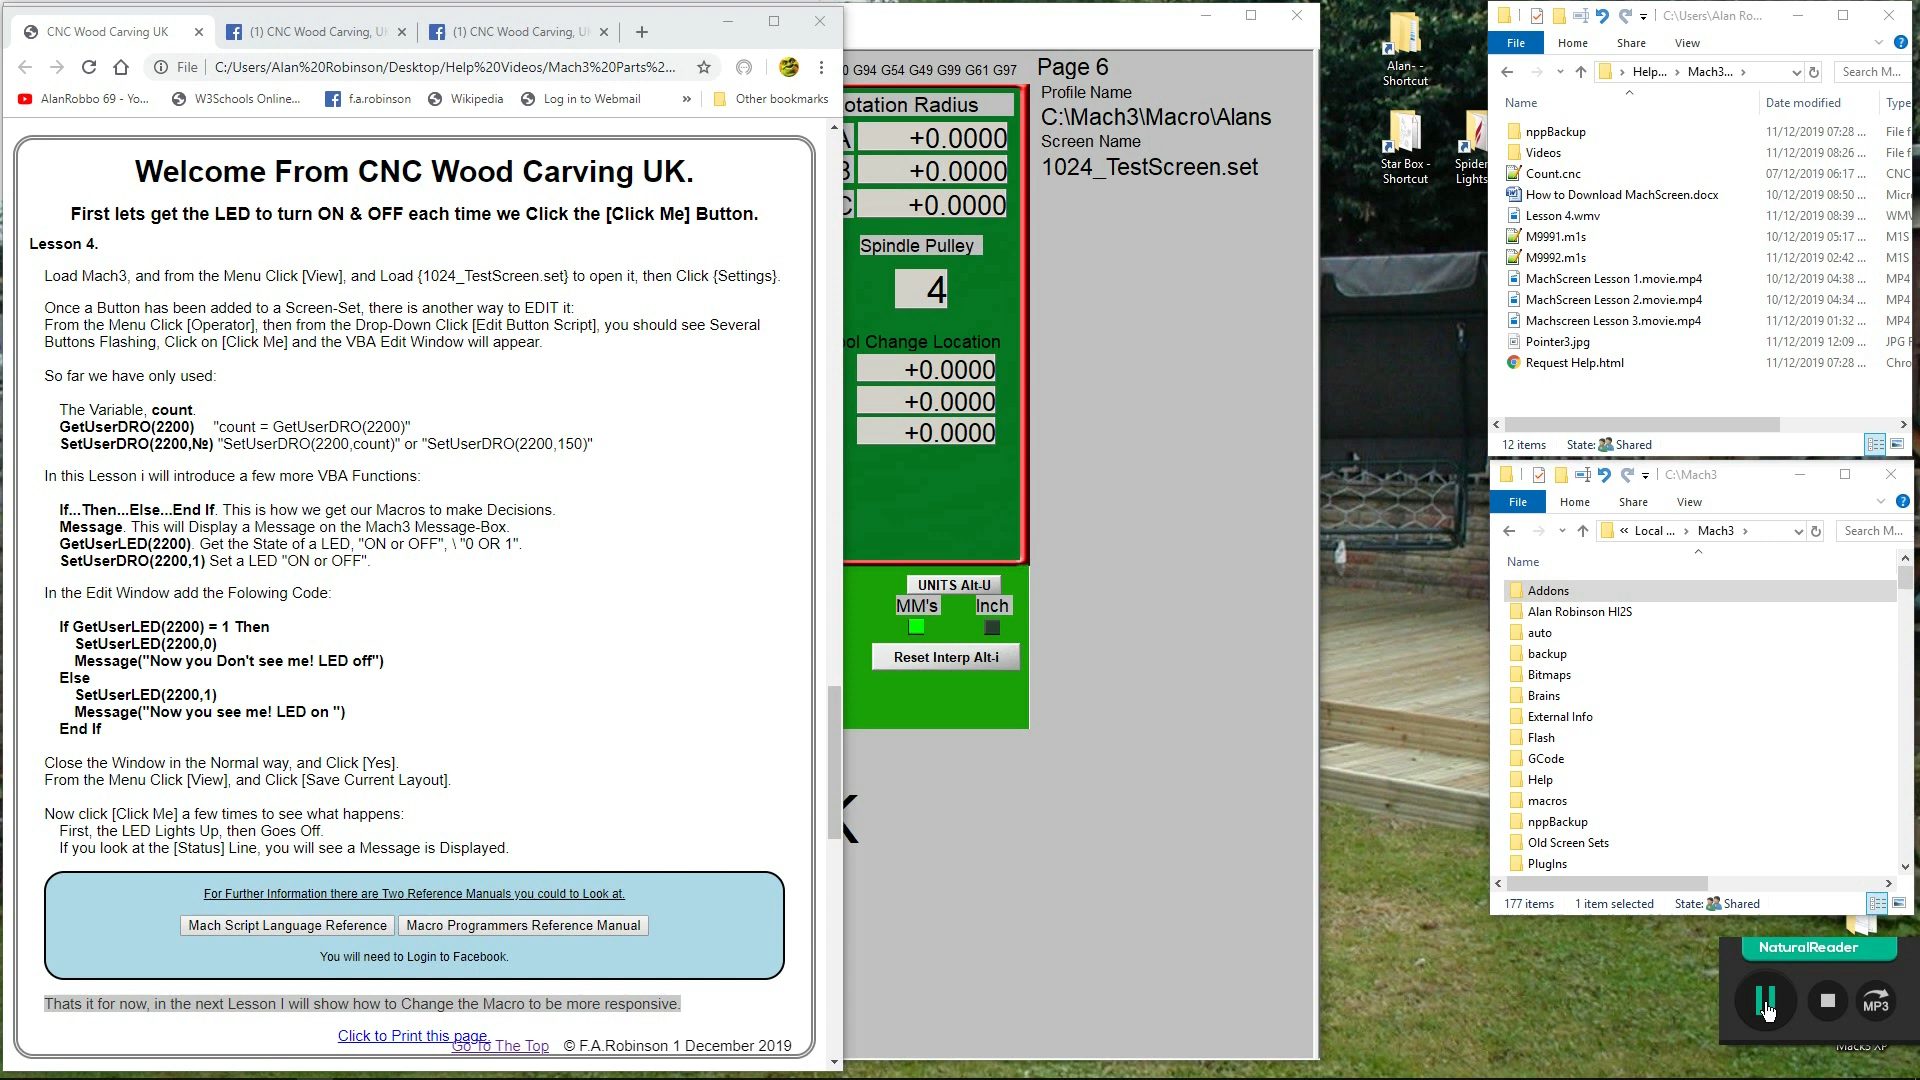 CNC Wood Carving UK
(1) CNC Wood Carving, U
(1) CNC Wood Carving, U
File
C:/Users/Alan%20Robinson/Desktop/Help%20Videos/Mach3%20Parts%2...
AlanRobbo 69 - Yo...
W3Schools Online...
f.a.robinson
Wikipedia
Log in to Webmail
»
Other bookmarks
Welcome From CNC Wood Carving UK.
First lets get the LED to turn ON & OFF each time we Click the [Click Me] Button.
Lesson 4.
Load Mach3, and from the Menu Click [View], and Load {1024_TestScreen.set} to open it, then Click {Settings}.
Once a Button has been added to a Screen-Set, there is another way to EDIT it:
From the Menu Click [Operator], then from the Drop-Down Click [Edit Button Script], you should see Several
Buttons Flashing, Click on [Click Me] and the VBA Edit Window will appear.
So far we have only used:
The Variable, count.
GetUserDRO(2200) "count = GetUserDRO(2200)"
SetUserDRO(2200,№) "SetUserDRO(2200,count)" or "SetUserDRO(2200,150)"
In this Lesson i will introduce a few more VBA Functions:
If...Then...Else...End If. This is how we get our Macros to make Decisions.
Message. This will Display a Message on the Mach3 Message-Box.
GetUserLED(2200). Get the State of a LED, "ON or OFF", \ "0 OR 1".
SetUserDRO(2200,1) Set a LED "ON or OFF".
In the Edit Window add the Folowing Code:
If GetUserLED(2200) = 1 Then
SetUserLED(2200,0)
Message("Now you Don't see me! LED off")
Else
SetUserLED(2200,1)
Message("Now you see me! LED on ")
End If
Close the Window in the Normal way, and Click [Yes].
From the Menu Click [View], and Click [Save Current Layout].
Now click [Click Me] a few times to see what happens:
First, the LED Lights Up, then Goes Off.
If you look at the [Status] Line, you will see a Message is Displayed.
For Further Information there are Two Reference Manuals you could to Look at.
Mach Script Language Reference
Macro Programmers Reference Manual
You will need to Login to Facebook.
Thats it for now, in the next Lesson I will show how to Change the Macro to be more responsive.
Click to Print this page.
Go To The Top
© F.A.Robinson 1 December 2019
0 G94 G54 G49 G99 G61 G97
otation Radius
A +0.0000
B +0.0000
C +0.0000
Spindle Pulley
4
ool Change Location
+0.0000
+0.0000
+0.0000
UNITS Alt-U
MM's
Inch
Reset Interp Alt-i
K
Page 6
Profile Name
C:\Mach3\Macro\Alans
Screen Name
1024_TestScreen.set
Alan- -
Shortcut
Star Box -
Shortcut
Spider
Lights
C:\Users\Alan Ro...
File Home Share View
Help... Mach3...
Search M...
Name Date modified Type
nppBackup 11/12/2019 07:28 ... File f
Videos 11/12/2019 08:26 ... File f
Count.cnc 07/12/2019 06:17 ... CNC
How to Download MachScreen.docx 10/12/2019 08:50 ... Micr
Lesson 4.wmv 11/12/2019 08:39 ... WMV
M9991.m1s 10/12/2019 05:17 ... M1S
M9992.m1s 11/12/2019 02:42 ... M1S
MachScreen Lesson 1.movie.mp4 10/12/2019 04:38 ... MP4
MachScreen Lesson 2.movie.mp4 10/12/2019 04:34 ... MP4
Machscreen Lesson 3.movie.mp4 11/12/2019 01:32 ... MP4
Pointer3.jpg 11/12/2019 12:09 ... JPG F
Request Help.html 11/12/2019 07:28 ... Chro
12 items State: Shared
C:\Mach3
File Home Share View
« Local ... Mach3
Search M...
Name
Addons
Alan Robinson HI2S
auto
backup
Bitmaps
Brains
External Info
Flash
GCode
Help
macros
nppBackup
Old Screen Sets
PlugIns
177 items 1 item selected State: Shared
NaturalReader
MP3
Mack3 XP